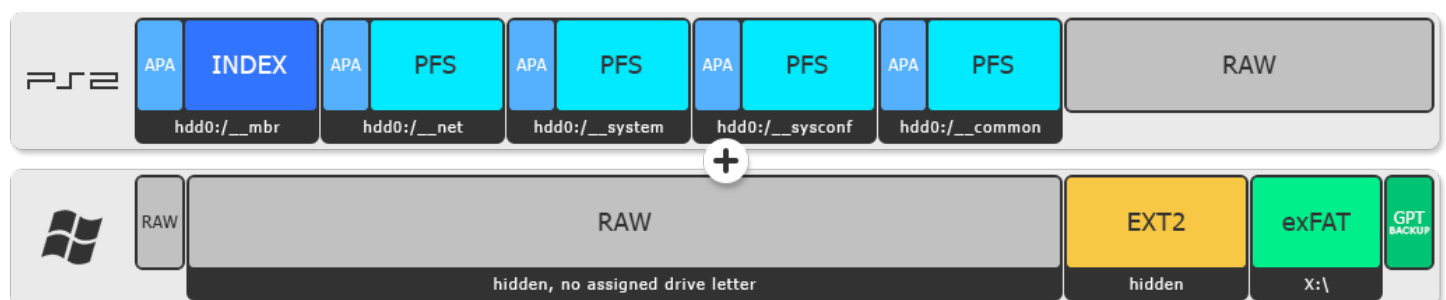 PS2
APA INDEX APA PFS APA PFS APA PFS APA PFS RAW
hdd0:/__mbr hdd0:/__net hdd0:/__system hdd0:/__sysconf hdd0:/__common
+
RAW RAW EXT2 exFAT GPT
BACKUP
hidden, no assigned drive letter hidden X:\